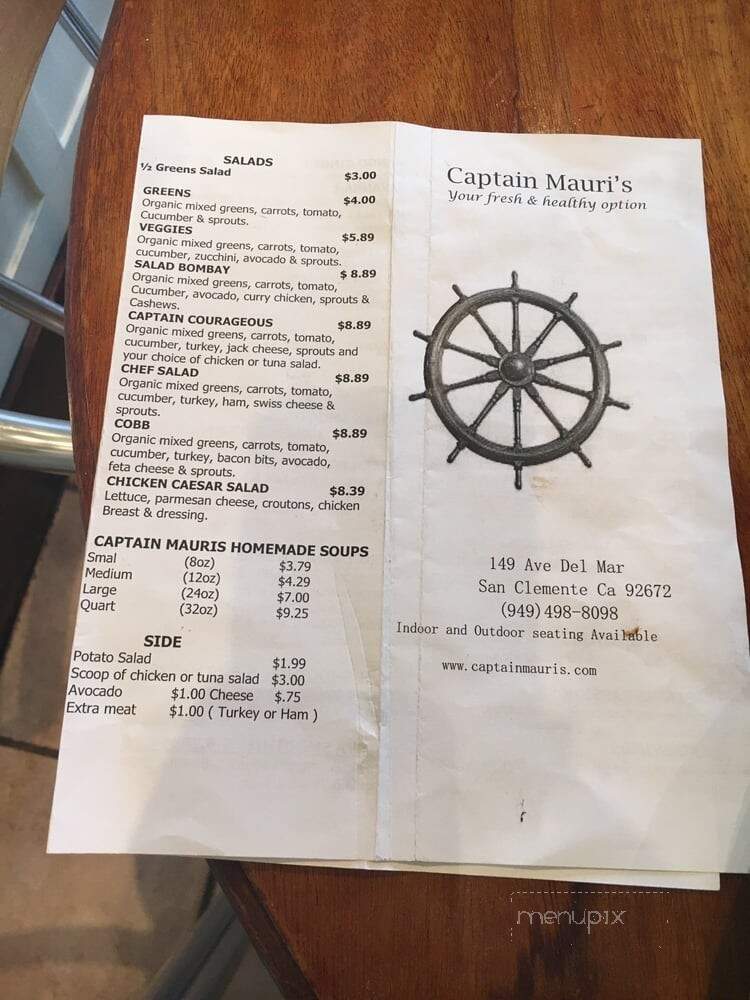 SALADS
½ Greens Salad $3.00
GREENS $4.00
Organic mixed greens, carrots, tomato,
Cucumber & sprouts.
VEGGIES $5.89
Organic mixed greens, carrots, tomato,
cucumber, zucchini, avocado & sprouts.
SALAD BOMBAY $ 8.89
Organic mixed greens, carrots, tomato,
Cucumber, avocado, curry chicken, sprouts &
Cashews.
CAPTAIN COURAGEOUS $8.89
Organic mixed greens, carrots, tomato,
cucumber, turkey, jack cheese, sprouts and
your choice of chicken or tuna salad.
CHEF SALAD $8.89
Organic mixed greens, carrots, tomato,
cucumber, turkey, ham, swiss cheese &
sprouts.
COBB $8.89
Organic mixed greens, carrots, tomato,
cucumber, turkey, bacon bits, avocado,
feta cheese & sprouts.
CHICKEN CAESAR SALAD $8.39
Lettuce, parmesan cheese, croutons, chicken
Breast & dressing.
CAPTAIN MAURIS HOMEMADE SOUPS
Smal (8oz) $3.79
Medium (12oz) $4.29
Large (24oz) $7.00
Quart (32oz) $9.25
SIDE
Potato Salad $1.99
Scoop of chicken or tuna salad $3.00
Avocado $1.00 Cheese $.75
Extra meat $1.00 ( Turkey or Ham )
Captain Mauri's
Your fresh & healthy option
149 Ave Del Mar
San Clemente Ca 92672
(949)498-8098
Indoor and Outdoor seating Available
www.captainmauris.com
menupix